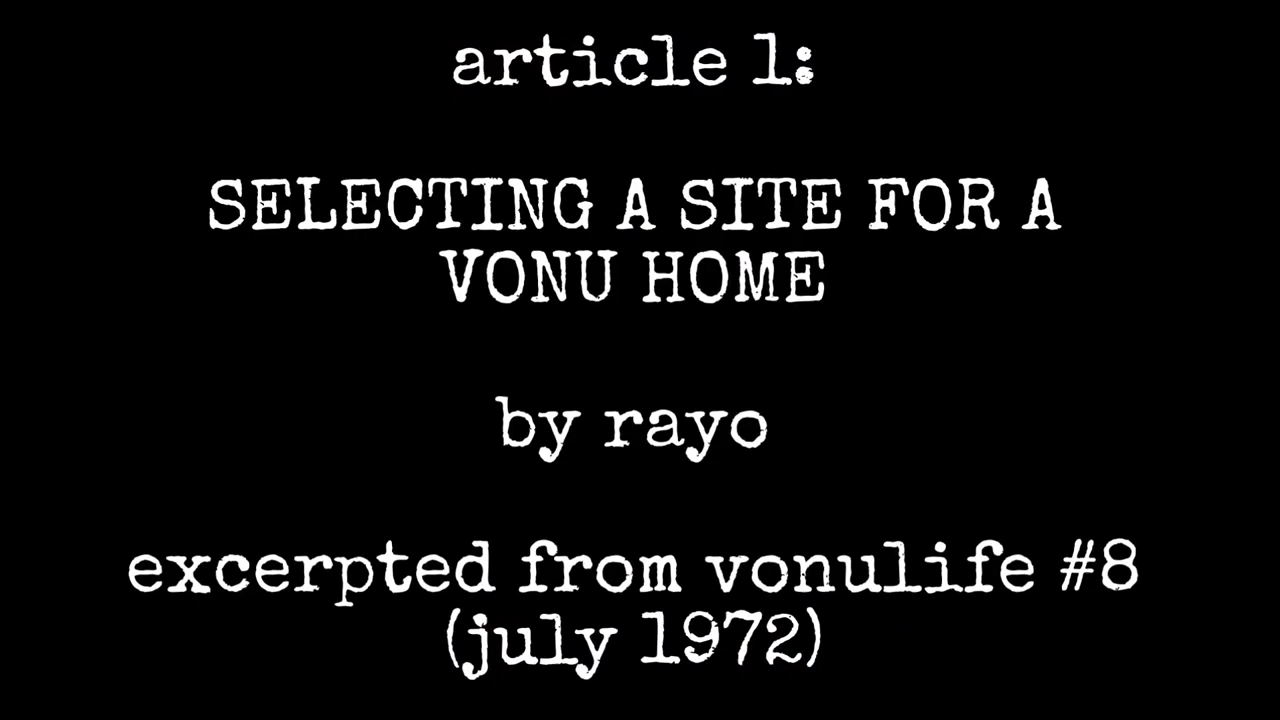 article 1:
SELECTING A SITE FOR A
VONU HOME
by rayo
excerpted from vonulife #8
(july 1972)